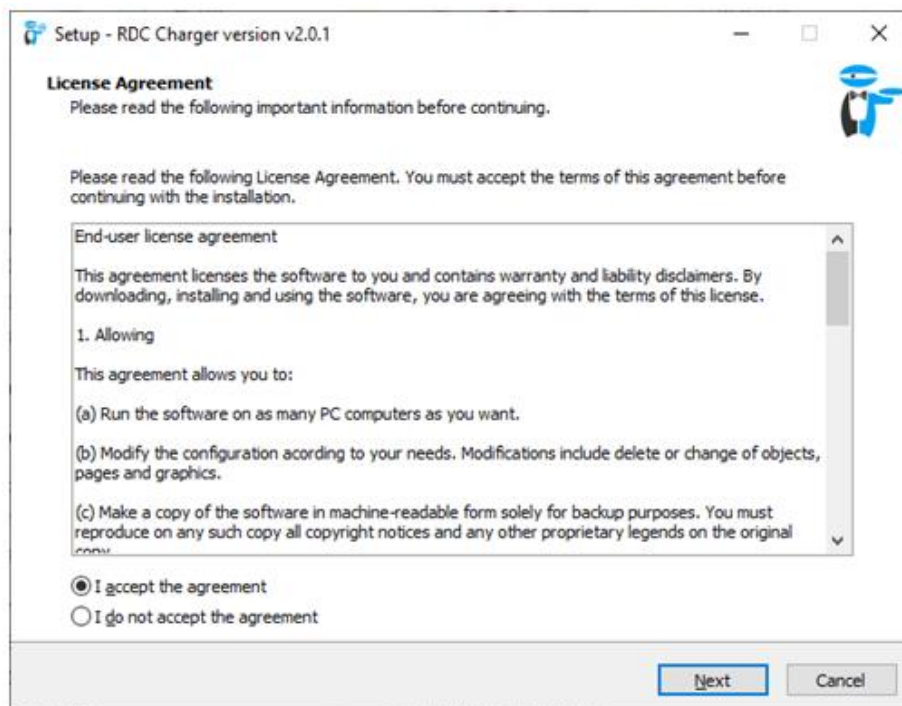 Setup - RDC Charger version v2.0.1
License Agreement
Please read the following important information before continuing.
Please read the following License Agreement. You must accept the terms of this agreement before
continuing with the installation.
End-user license agreement
This agreement licenses the software to you and contains warranty and liability disclaimers. By
downloading, installing and using the software, you are agreeing with the terms of this license.
1. Allowing
This agreement allows you to:
(a) Run the software on as many PC computers as you want.
(b) Modify the configuration acording to your needs. Modifications include delete or change of objects,
pages and graphics.
(c) Make a copy of the software in machine-readable form solely for backup purposes. You must
reproduce on any such copy all copyright notices and any other proprietary legends on the original
copy.
I accept the agreement
I do not accept the agreement
Next
Cancel